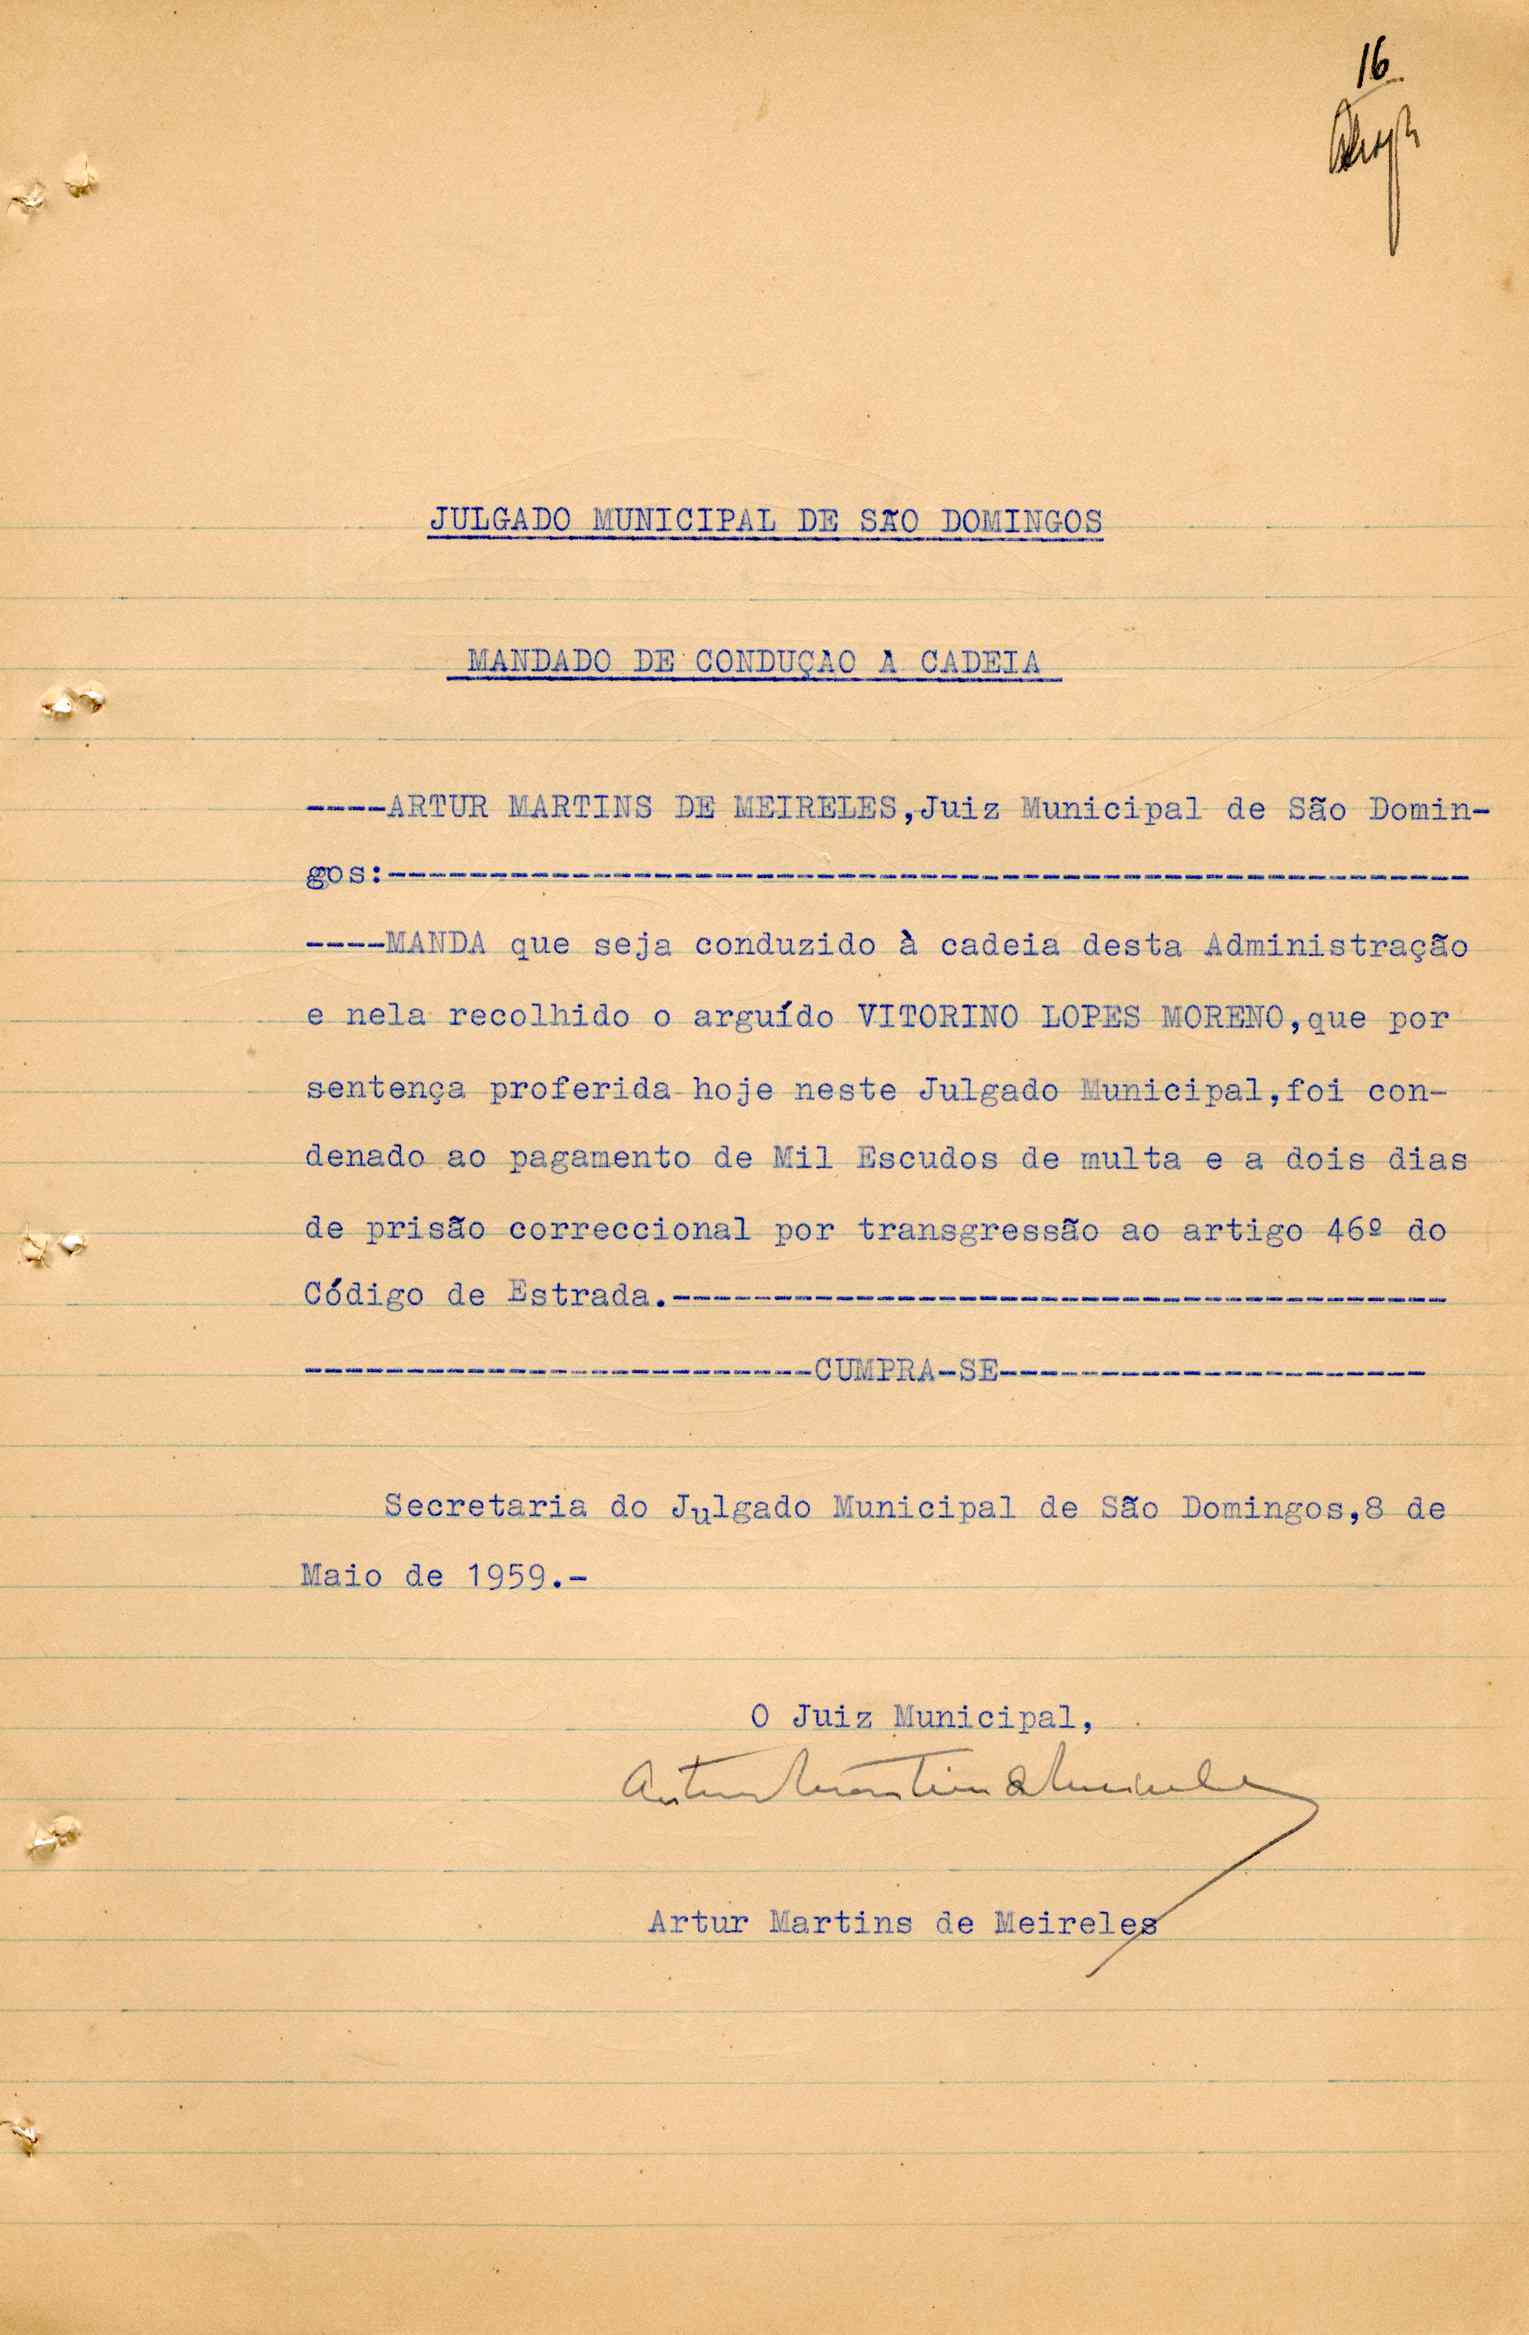 16
JULGADO MUNICIPAL DE SÃO DOMINGOS
MANDADO DE CONDUÇAO A CADEIA
----ARTUR MARTINS DE MEIRELES,Juiz Municipal de São Domin-
gos:------------------------------------------------------
----MANDA que seja conduzido à cadeia desta Administração
e nela recolhido o arguído VITORINO LOPES MORENO,que por
sentença proferida hoje neste Julgado Municipal,foi con-
denado ao pagamento de Mil Escudos de multa e a dois dias
de prisão correccional por transgressão ao artigo 46º do
Código de Estrada.--------------------------------------
-------------------------CUMPRA-SE---------------------
Secretaria do Julgado Municipal de São Domingos,8 de
Maio de 1959.-
O Juiz Municipal,
Artur Martins de Meireles
Artur Martins de Meireles